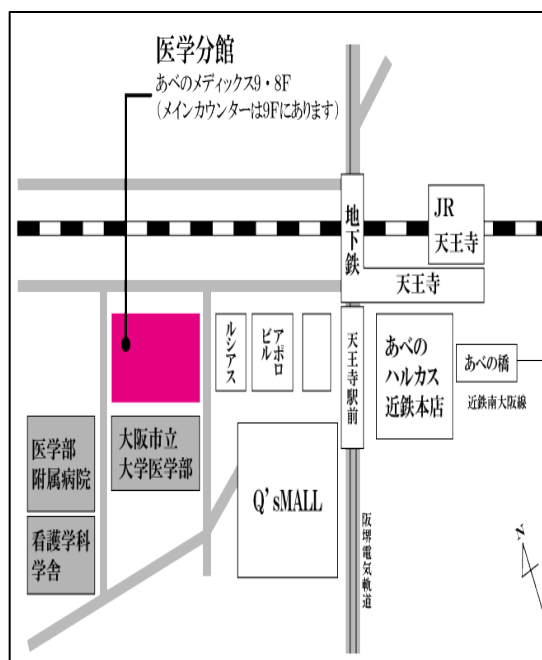 医学分館
あべのメディックス9・8F
（メインカウンターは9Fにあります）
地下鉄
JR
天王寺
天王寺
ルシアス
アポロ
ビル
天王寺駅前
あべの
ハルカス
近鉄本店
あべの橋
近鉄南大阪線
医学部
附属病院
大阪市立
大学医学部
看護学科
学舎
Q’sMALL
阪堺電気軌道
N